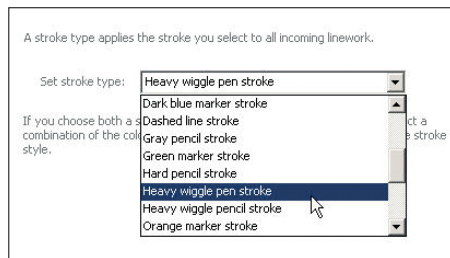 A stroke type applies the stroke you select to all incoming linework.
Set stroke type: Heavy wiggle pen stroke
Dark blue marker stroke
If you choose both a s ct a
Dashed line stroke
combination of the colo e stroke
Gray pencil stroke
style.
Green marker stroke
Hard pencil stroke
Heavy wiggle pen stroke
Heavy wiggle pencil stroke
Orange marker stroke